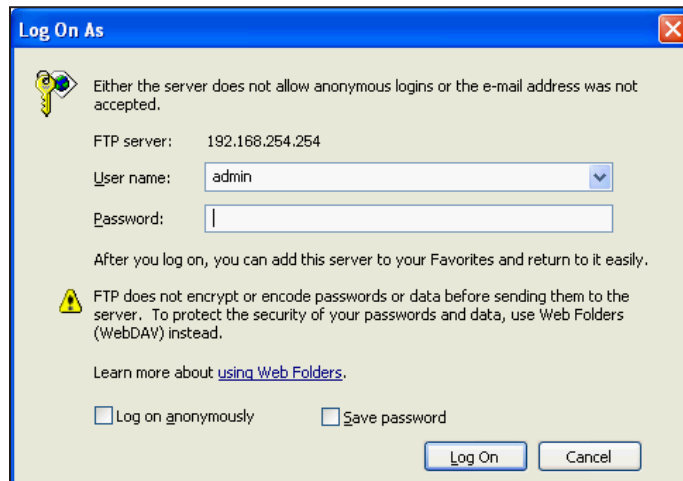 Log On As
Either the server does not allow anonymous logins or the e-mail address was not
accepted.
FTP server: 192.168.254.254
User name: admin
Password:
After you log on, you can add this server to your Favorites and return to it easily.
FTP does not encrypt or encode passwords or data before sending them to the
server. To protect the security of your passwords and data, use Web Folders
(WebDAV) instead.
Learn more about using Web Folders.
Log on anonymously Save password
Log On Cancel